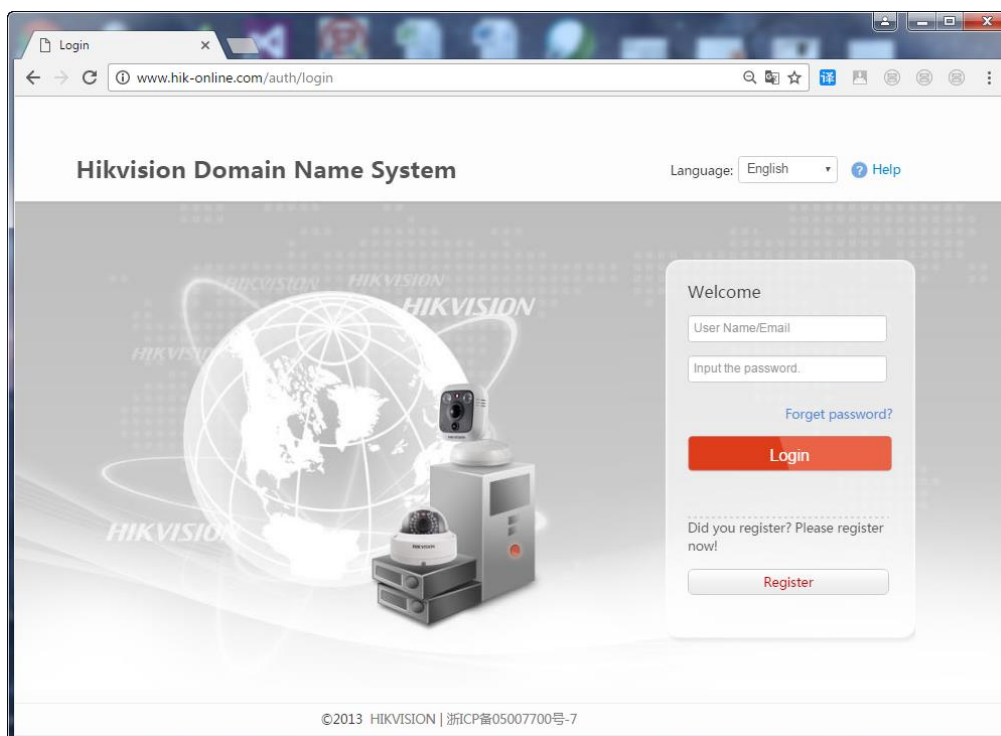 Login
www.hik-online.com/auth/login
译
Hikvision Domain Name System
Language: English
Help
HIKVISION
HIKVISION
HIKVISION
HIKVISION
HIKVISION
Welcome
User Name/Email
Input the password.
Forget password?
Login
Did you register? Please register
now!
Register
©2013 HIKVISION | 浙ICP备05007700号-7